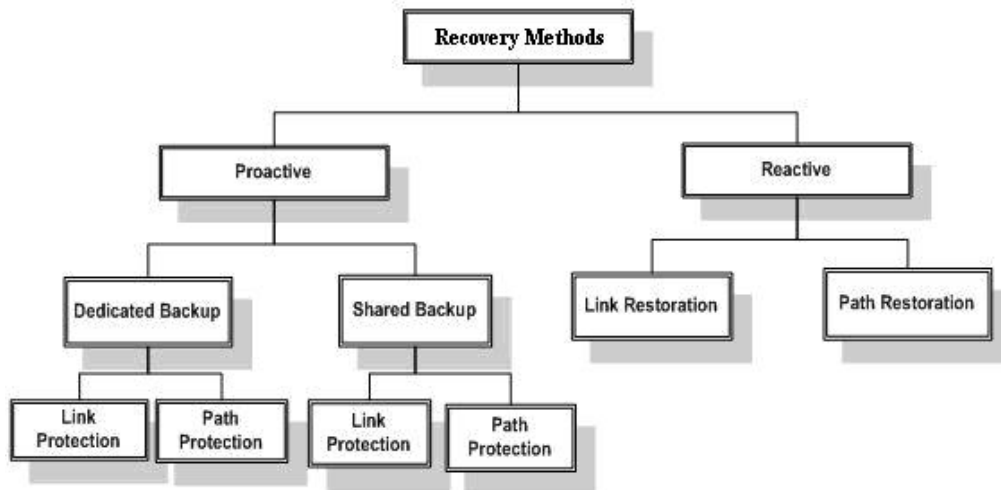 Recovery Methods
Proactive
Reactive
Dedicated Backup
Shared Backup
Link Restoration
Path Restoration
Link
Protection
Path
Protection
Link
Protection
Path
Protection